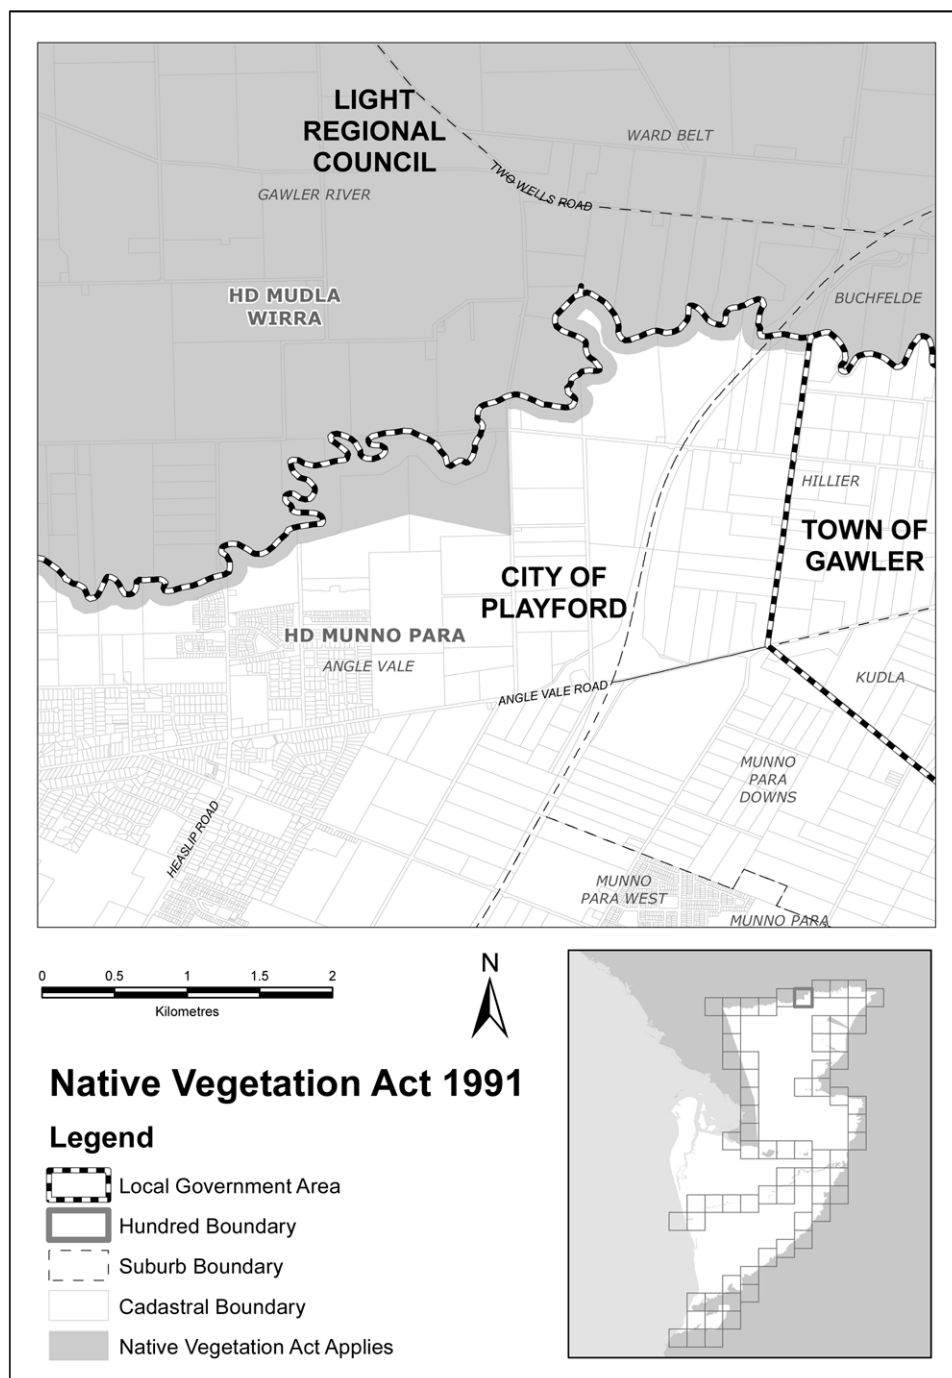 LIGHT
REGIONAL
COUNCIL
WARD BELT
GAWLER RIVER
TWO WELLS ROAD
HD MUDLA
WIRRA
BUCHFELDE
HILLIER
TOWN OF
GAWLER
CITY OF
PLAYFORD
HD MUNNO PARA
ANGLE VALE
KUDLA
ANGLE VALE ROAD
MUNNO
PARA
DOWNS
HEASLIP ROAD
MUNNO
PARA WEST
MUNNO PARA
0 0.5 1 1.5 2
Kilometres
N
Native Vegetation Act 1991
Legend
Local Government Area
Hundred Boundary
Suburb Boundary
Cadastral Boundary
Native Vegetation Act Applies